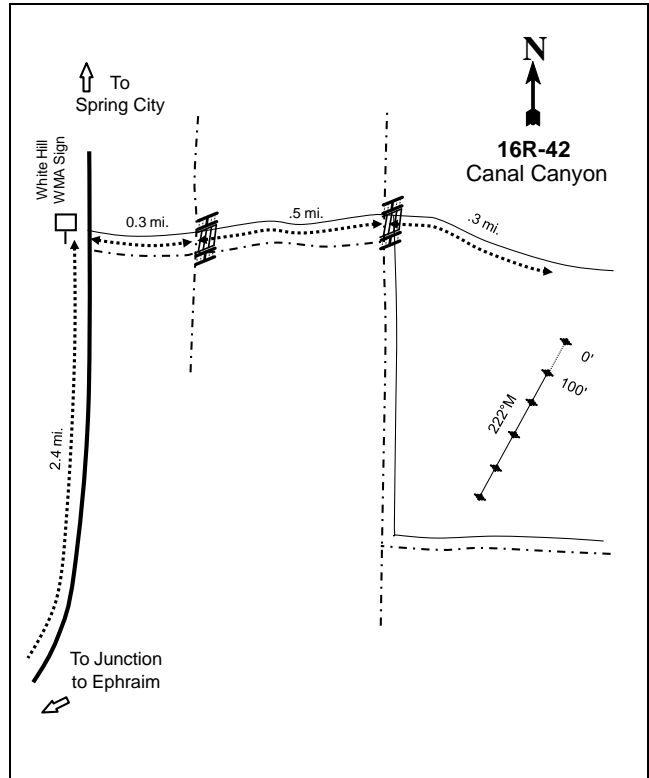 To
Spring City
N
16R-42
Canal Canyon
White Hill
WMA Sign
0.3 mi.
.5 mi.
.3 mi.
0'
100'
222°M
2.4 mi.
To Junction
to Ephraim